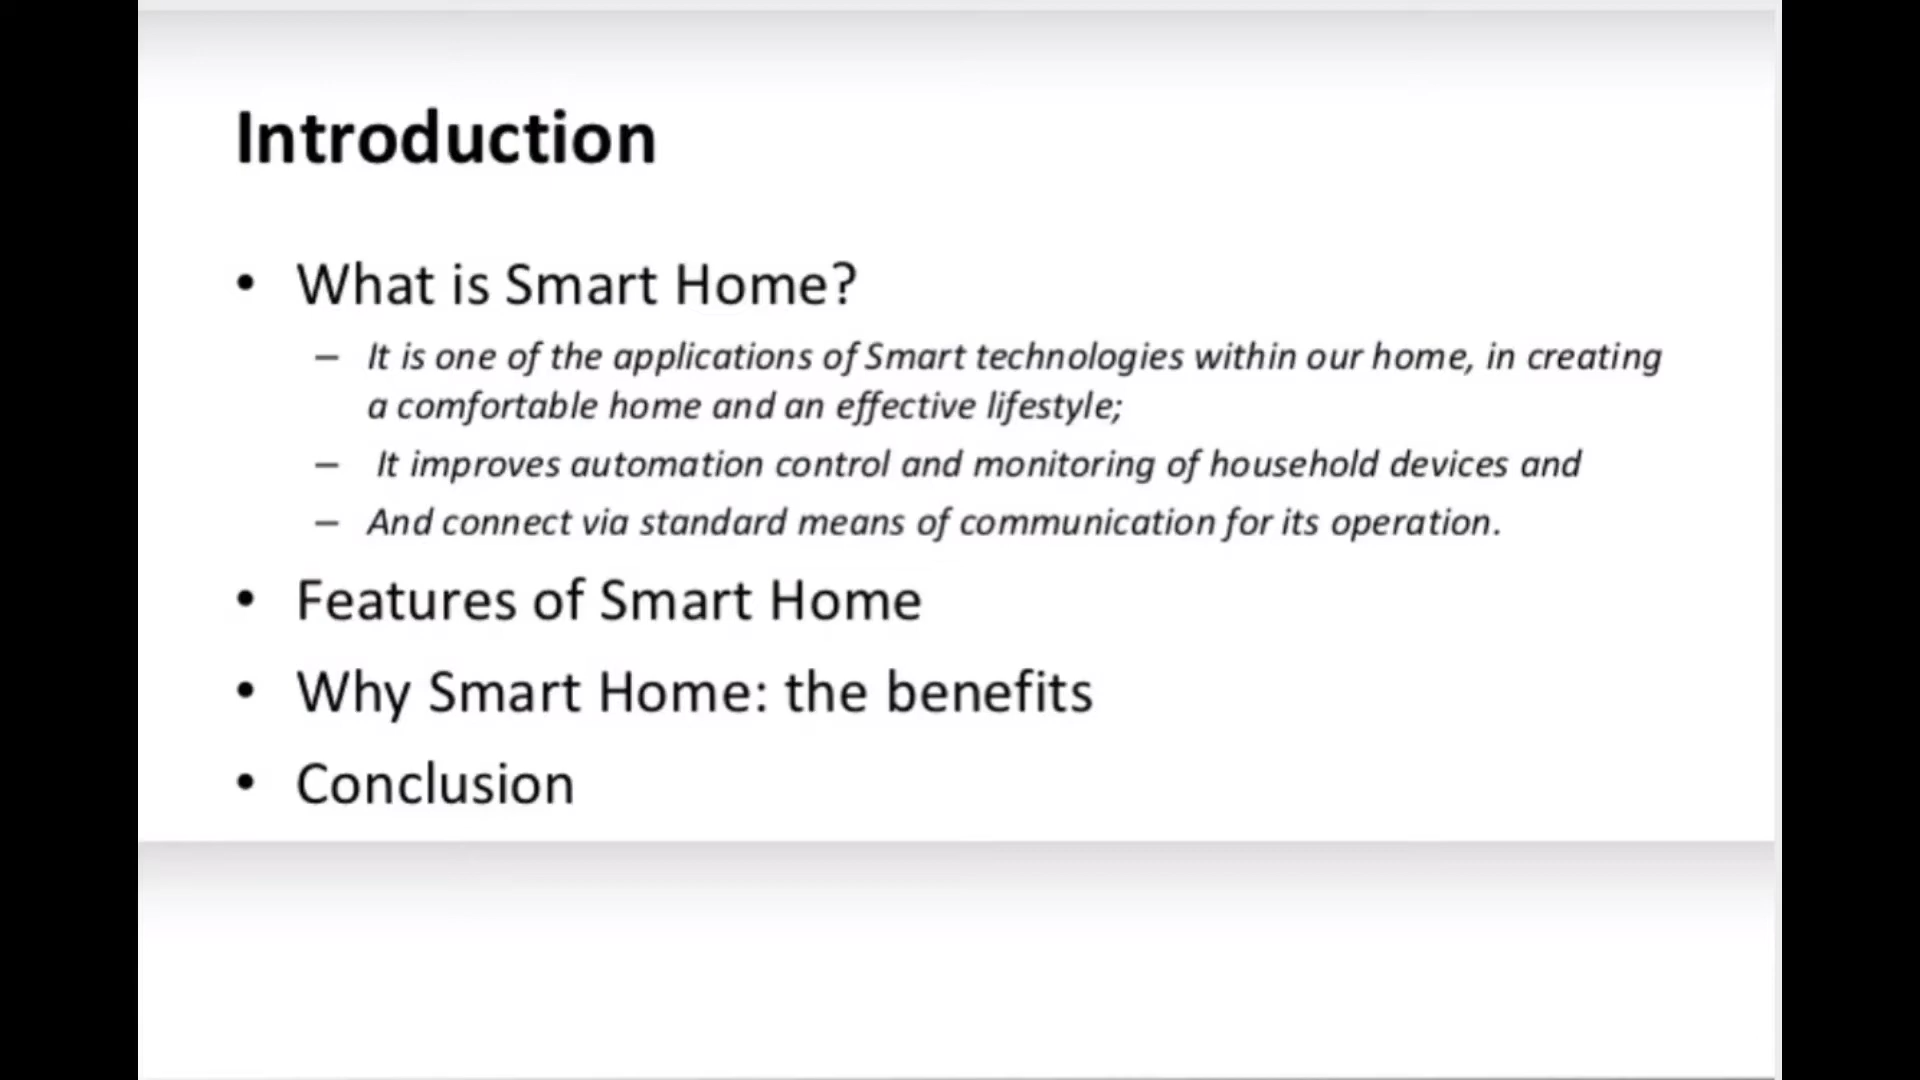 Introduction
• What is Smart Home?
– It is one of the applications of Smart technologies within our home, in creating
a comfortable home and an effective lifestyle;
– It improves automation control and monitoring of household devices and
– And connect via standard means of communication for its operation.
• Features of Smart Home
• Why Smart Home: the benefits
• Conclusion